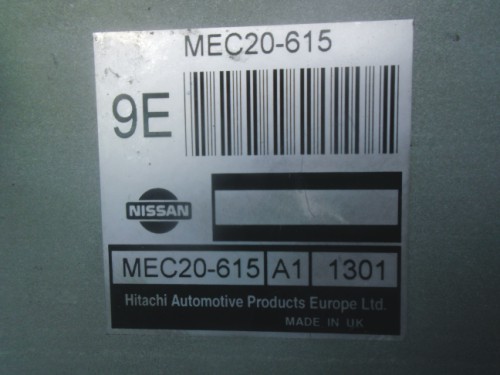 MEC20-615
9E
NISSAN
MEC20-615 A1 1301
Hitachi Automotive Products Europe Ltd.
MADE IN UK